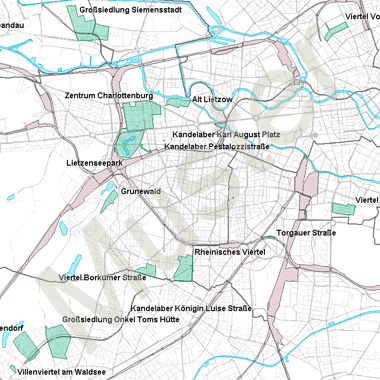 Großsiedlung Siemensstadt
andau
Viertel Vo
Zentrum Charlottenburg
Alt Lietzow
Kandelaber Karl August Platz
Kandelaber Pestalozzistraße
Lietzenseepark
Grunewald
Viertel
Torgauer Straße
Rheinisches Viertel
Viertel Borkumer Straße
Kandelaber Königin Luise Straße
Großsiedlung Onkel Toms Hütte
endorf
Villenviertel am Waldsee